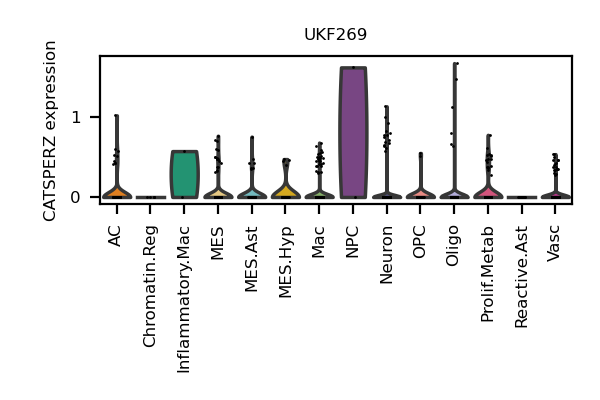 UKF269
CATSPERZ expression
1
0
AC
Chromatin.Reg
Inflammatory.Mac
MES
MES.Ast
MES.Hyp
Mac
NPC
Neuron
OPC
Oligo
Prolif.Metab
Reactive.Ast
Vasc